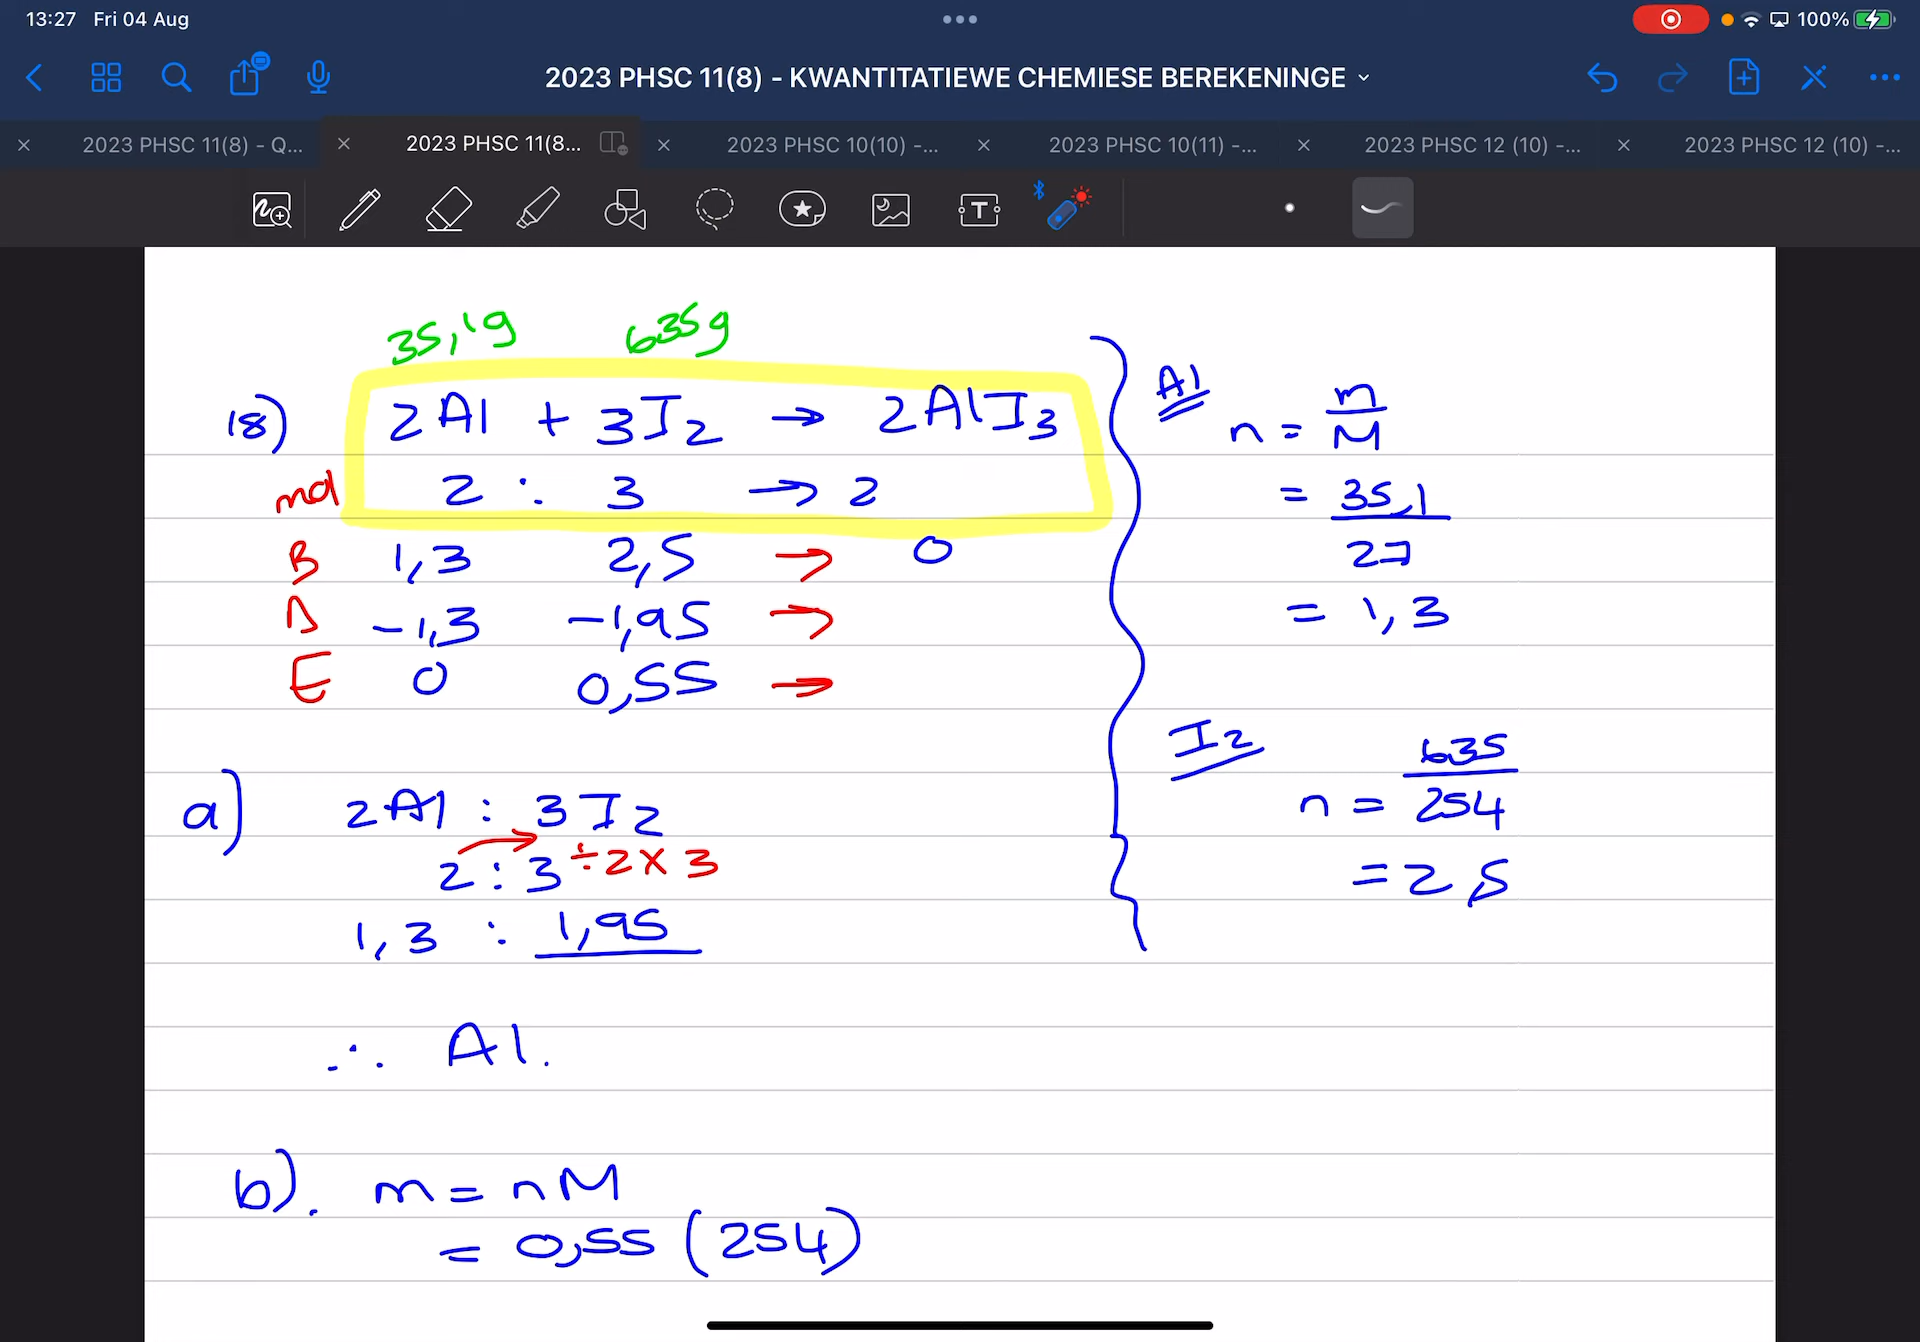 13:27 Fri 04 Aug
100%
2023 PHSC 11(8) - KWANTITATIEWE CHEMIESE BEREKENINGE
2023 PHSC 11(8) - Q...
2023 PHSC 11(8...
2023 PHSC 10(10) -...
2023 PHSC 10(11) -...
2023 PHSC 12 (10) -...
2023 PHSC 12 (10) -...
35,1g 635g
18) 2Al + 3I₂ → 2AlI₃
mol 2 : 3 → 2
B 1,3 2,5 → 0
Δ -1,3 -1,95 →
E 0 0,55 →
a) 2Al : 3I₂
2 : 3 ÷2×3
1,3 : 1,95
∴ Al.
b). m = nM
= 0,55 (254)
Al
n = m/M
= 35,1/27
= 1,3
I₂
n = 635/254
= 2,5